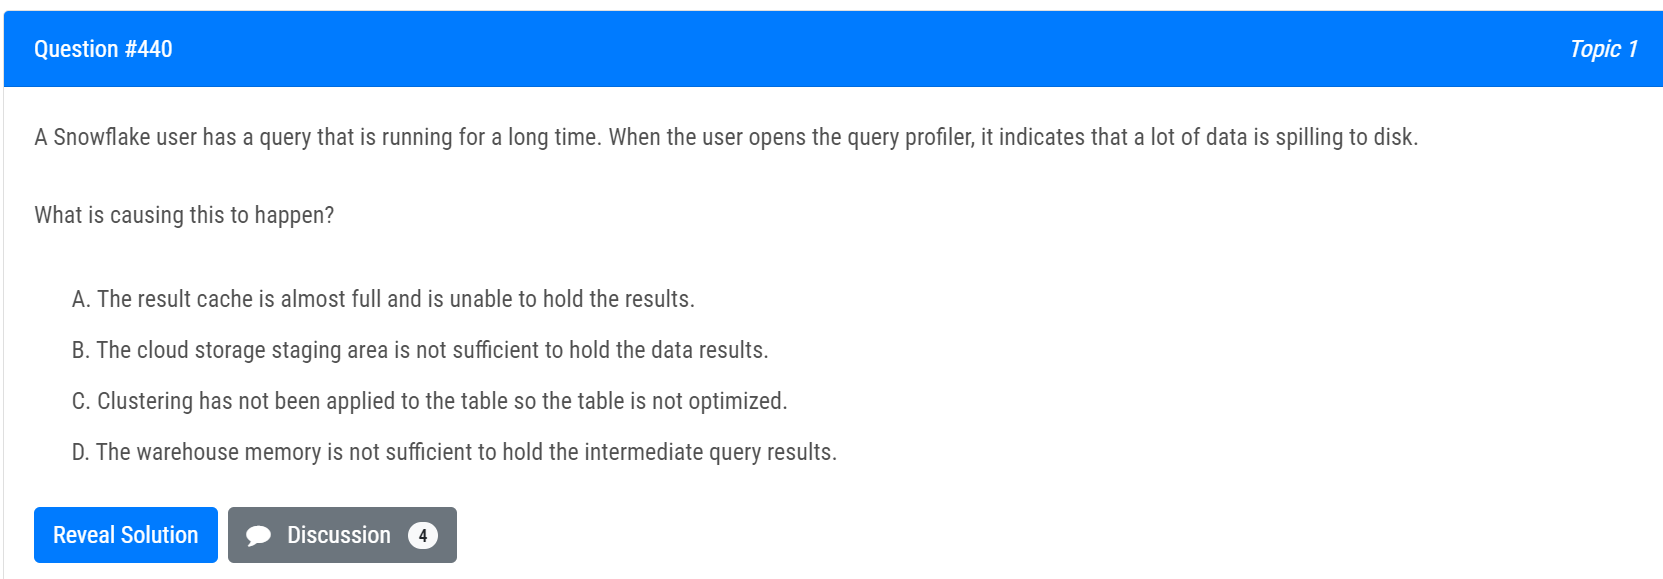 Question #440
Topic 1
A Snowflake user has a query that is running for a long time. When the user opens the query profiler, it indicates that a lot of data is spilling to disk.
What is causing this to happen?
A. The result cache is almost full and is unable to hold the results.
B. The cloud storage staging area is not sufficient to hold the data results.
C. Clustering has not been applied to the table so the table is not optimized.
D. The warehouse memory is not sufficient to hold the intermediate query results.
Reveal Solution
Discussion 4